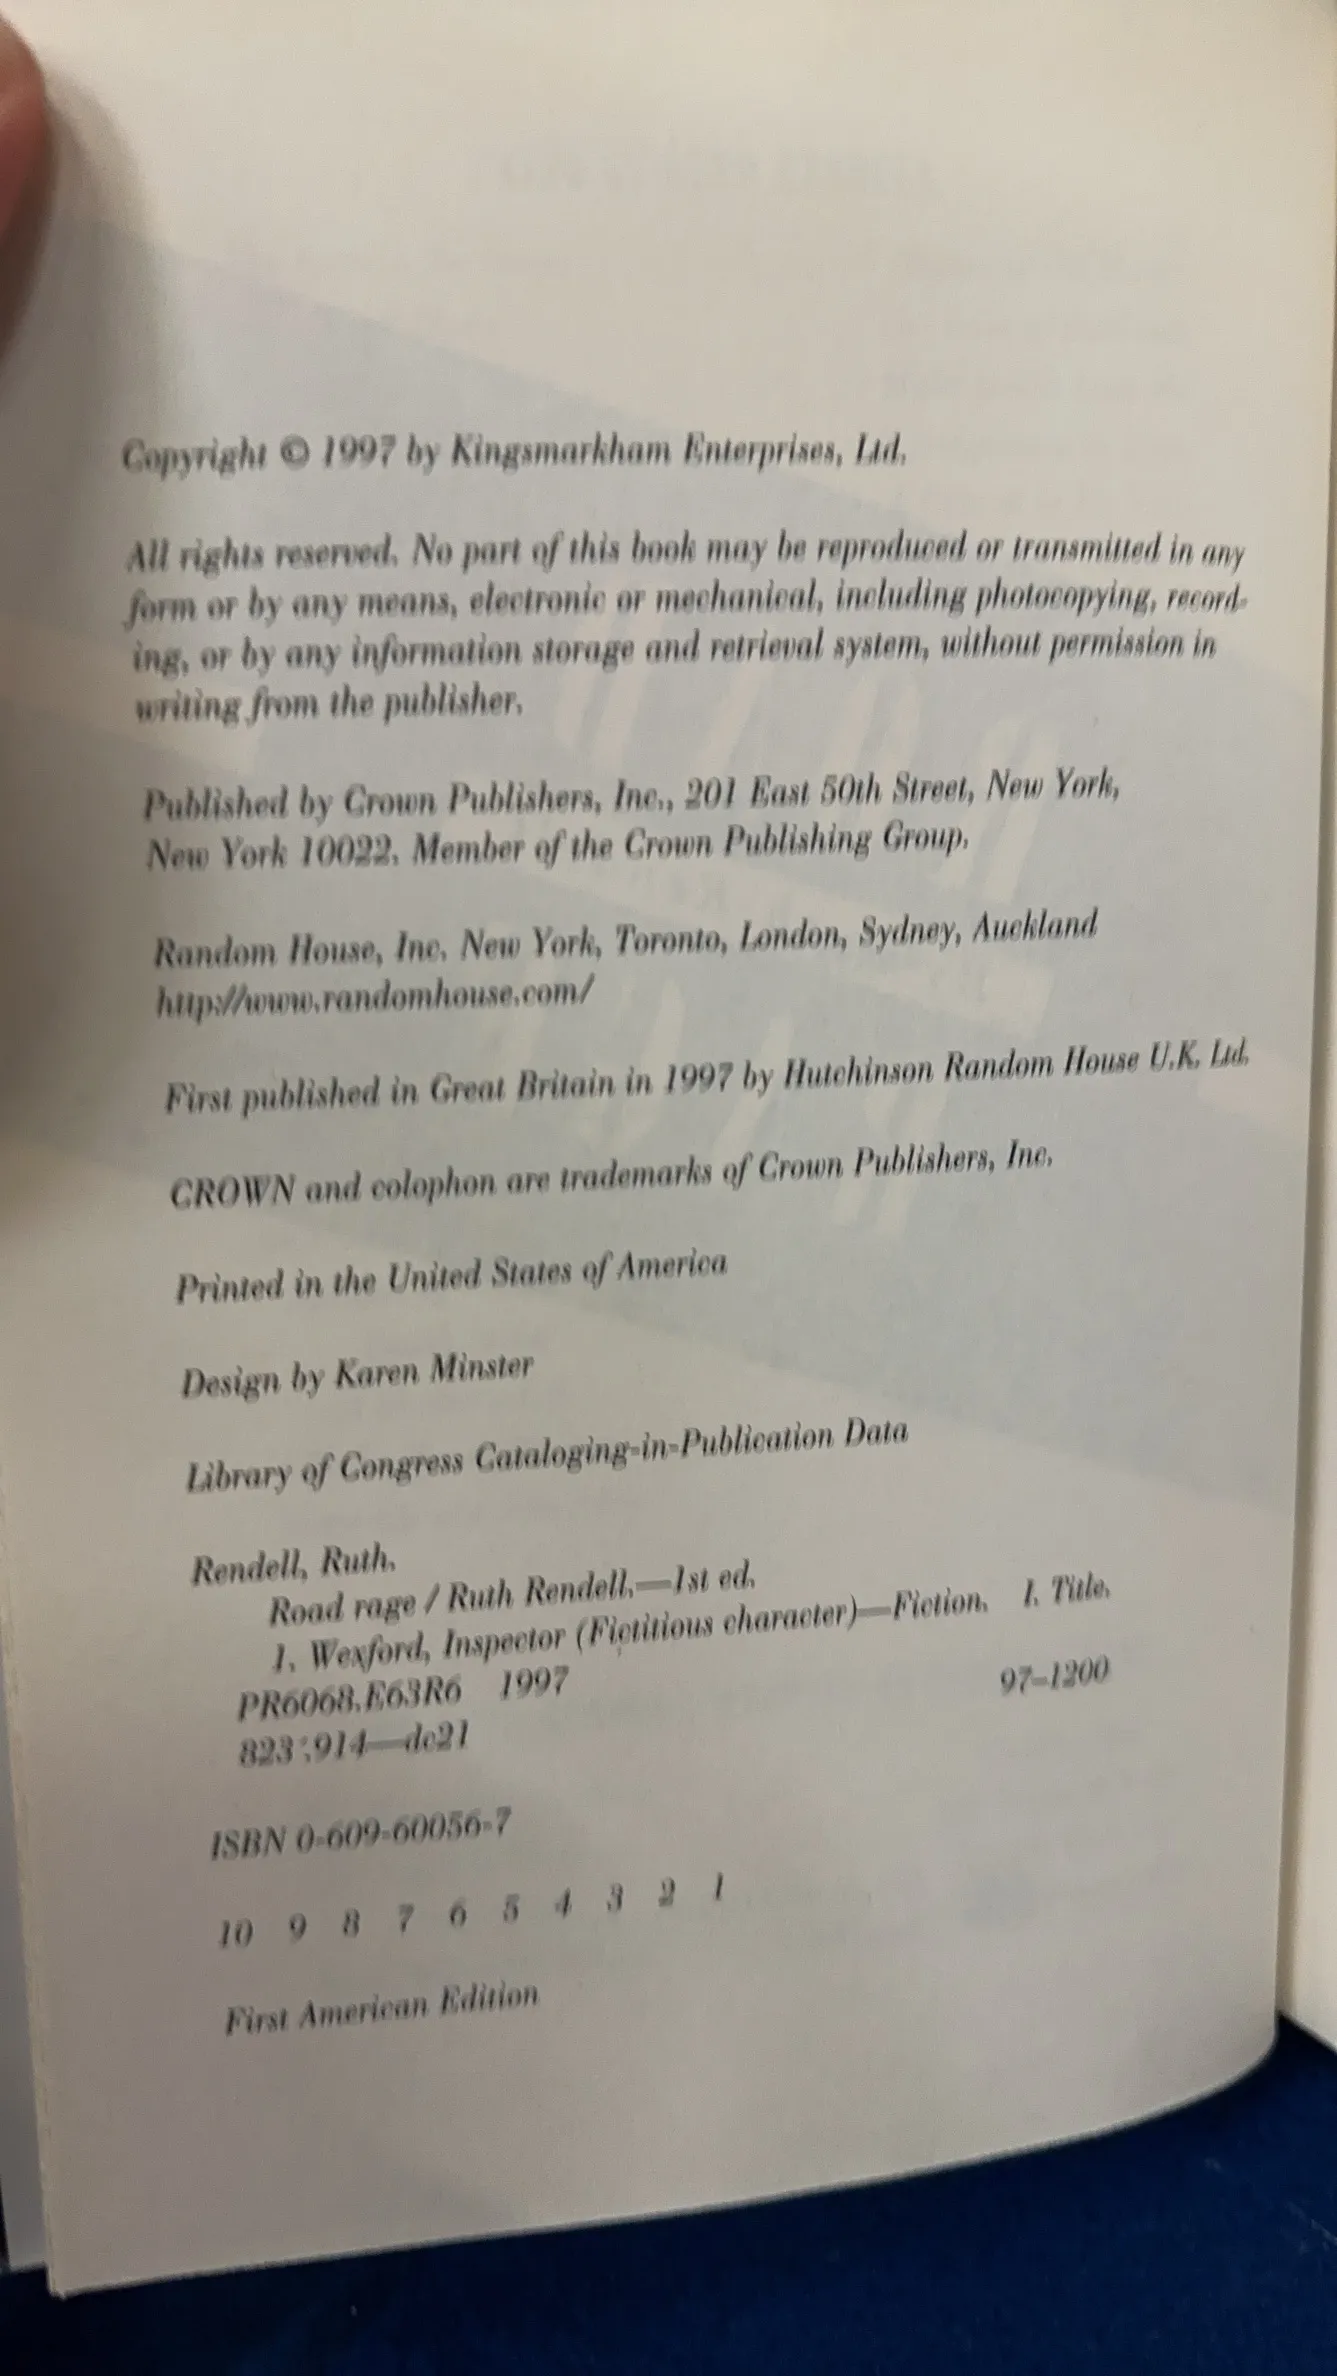 Copyright © 1997 by Kingsmarkham Enterprises, Ltd.
All rights reserved. No part of this book may be reproduced or transmitted in any
form or by any means, electronic or mechanical, including photocopying, record-
ing, or by any information storage and retrieval system, without permission in
writing from the publisher.
Published by Crown Publishers, Inc., 201 East 50th Street, New York,
New York 10022. Member of the Crown Publishing Group.
Random House, Inc. New York, Toronto, London, Sydney, Auckland
http://www.randomhouse.com/
First published in Great Britain in 1997 by Hutchinson Random House U.K. Ltd.
CROWN and colophon are trademarks of Crown Publishers, Inc.
Printed in the United States of America
Design by Karen Minster
Library of Congress Cataloging-in-Publication Data
Rendell, Ruth.
Road rage / Ruth Rendell.—1st ed.
1. Wexford, Inspector (Fictitious character)—Fiction. I. Title.
PR6068.E63R6 1997 97–1200
823'.914—dc21
ISBN 0-609-60056-7
10 9 8 7 6 5 4 3 2 1
First American Edition